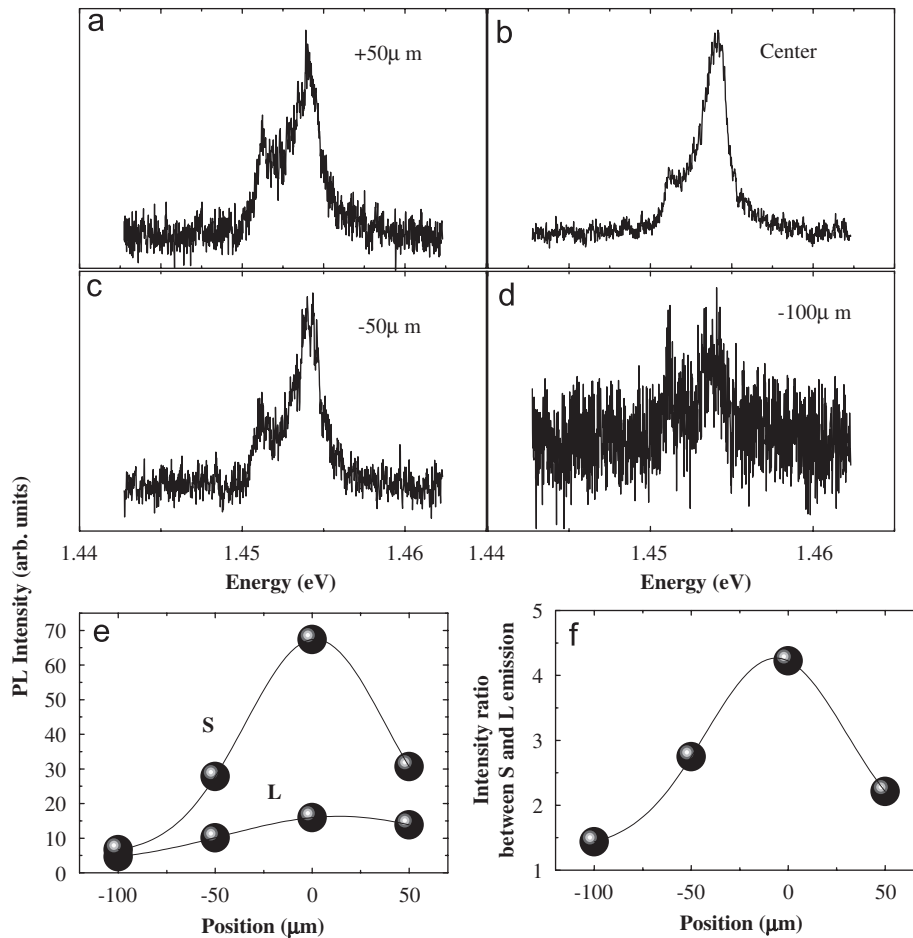 a
+50μ m
b
Center
c
-50μ m
d
-100μ m
1.44
1.45
1.46
1.44
1.45
1.46
Energy (eV)
Energy (eV)
PL Intensity (arb. units)
e
70
60
50
40
30
20
10
0
S
L
-100
-50
0
50
Position (μm)
f
5
4
3
2
1
Intensity ratio
between S and L emission
-100
-50
0
50
Position (μm)